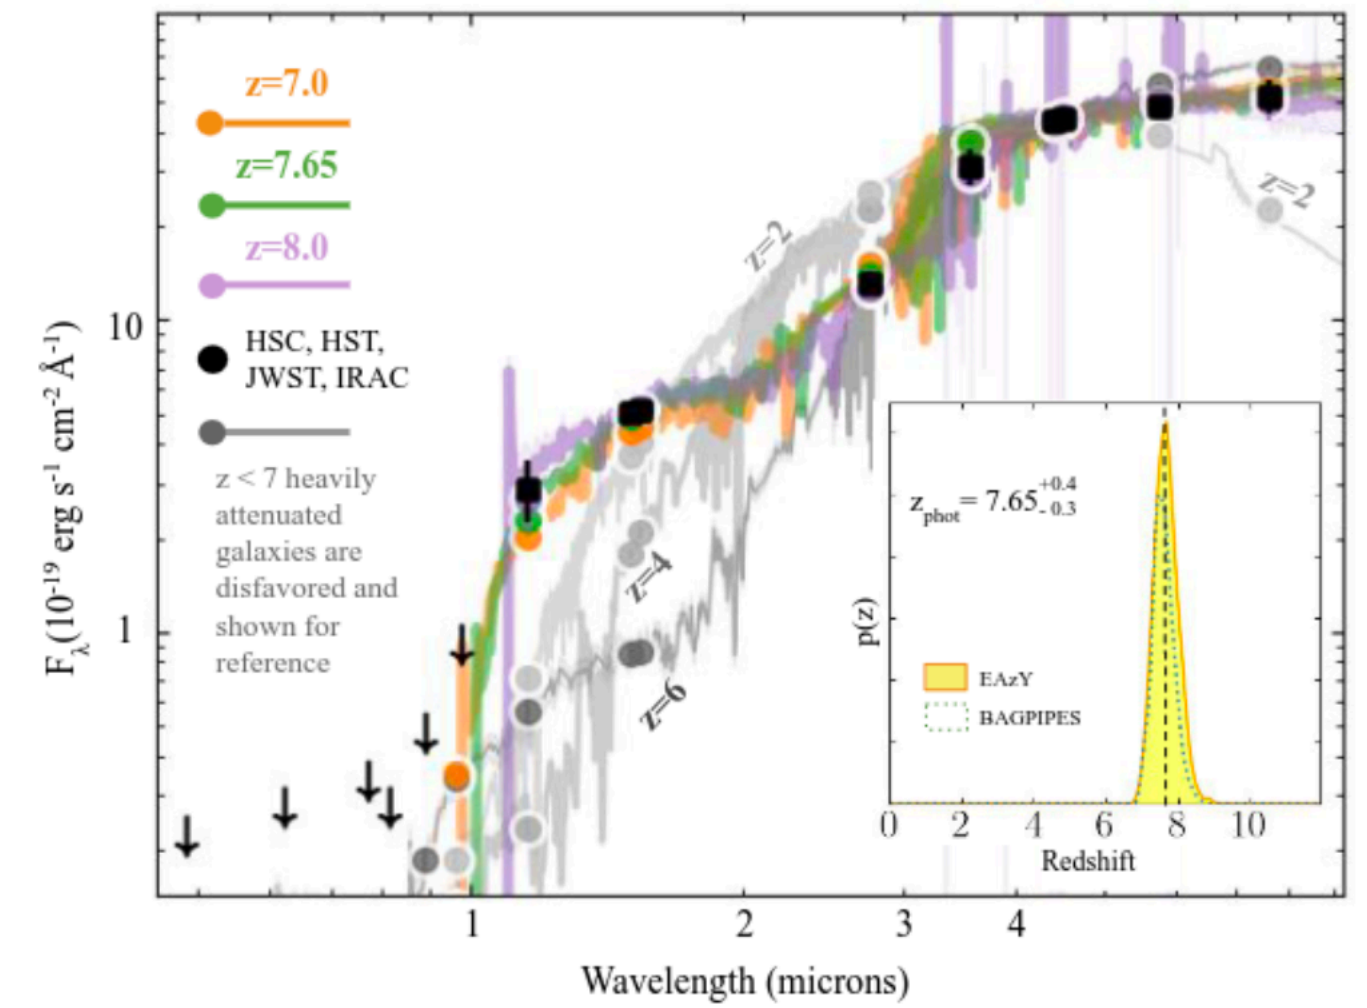 z=7.0
z=7.65
z=8.0
HSC, HST,
JWST, IRAC
z < 7 heavily
attenuated
galaxies are
disfavored and
shown for
reference
z=2
z=2
z=4
z=6
10
1
F_λ(10^-19 erg s^-1 cm^-2 Å^-1)
z_phot = 7.65 +0.4 -0.3
p(z)
EAzY
BAGPIPES
0 2 4 6 8 10
Redshift
1 2 3 4
Wavelength (microns)